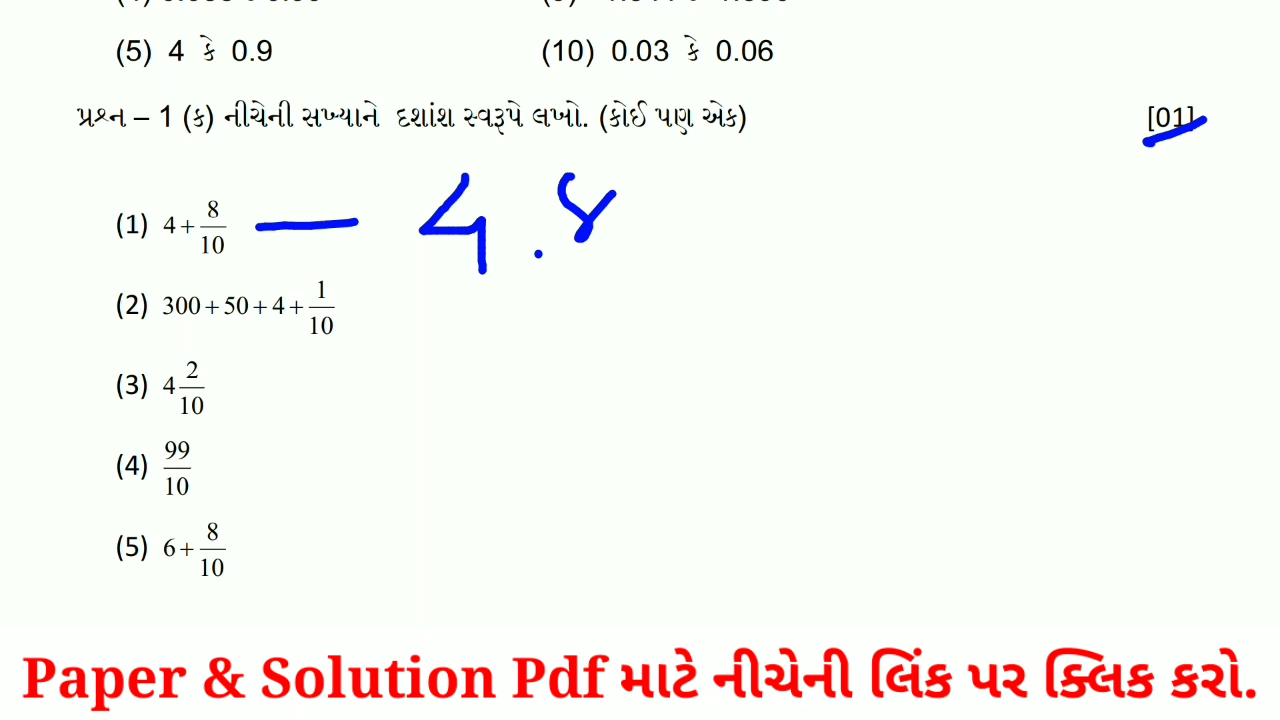 (5) 4 કે 0.9 (10) 0.03 કે 0.06
પ્રશ્ન – 1 (ક) નીચેની સખ્યાને દશાંશ સ્વરૂપે લખો. (કોઈ પણ એક) [01]
(1) 4 + 8/10 — 4.8
(2) 300 + 50 + 4 + 1/10
(3) 4 2/10
(4) 99/10
(5) 6 + 8/10
Paper & Solution Pdf માટે નીચેની લિંક પર ક્લિક કરો.